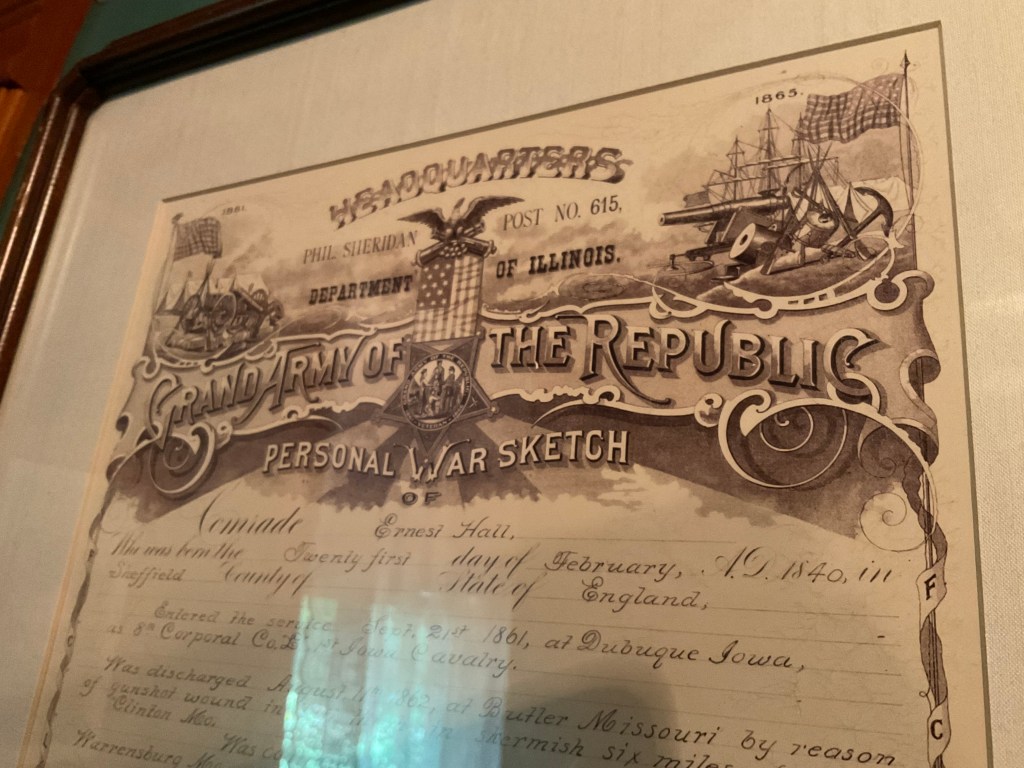 1865.
1861.
HEADQUARTERS
PHIL. SHERIDAN POST NO. 615,
DEPARTMENT OF ILLINOIS.
GRAND ARMY OF THE REPUBLIC
PERSONAL WAR SKETCH
OF
Comrade Ernest Hall,
Who was born the Twenty first day of February, A.D. 1840, in
Sheffield County of State of England,
Entered the service Sept. 21st 1861, at Dubuque Iowa,
as 8th Corporal Co. 1st Iowa Cavalry.
Was discharged August 1862, at Butler Missouri by reason
of gunshot wound in skermish six miles
Clinton Mo.
Was
Warrensburg
F
C